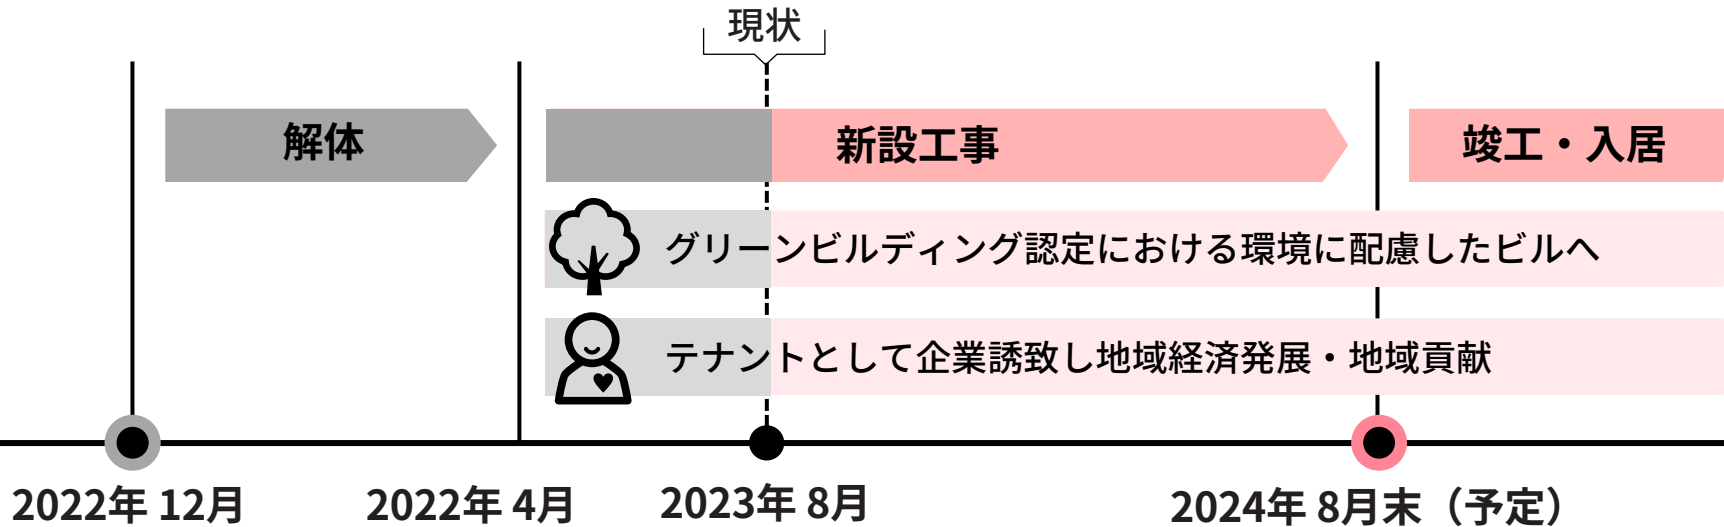 現状
解体
新設工事
竣工・入居
グリーンビルディング認定における環境に配慮したビルへ
テナントとして企業誘致し地域経済発展・地域貢献
2022年 12月
2022年 4月
2023年 8月
2024年 8月末（予定）